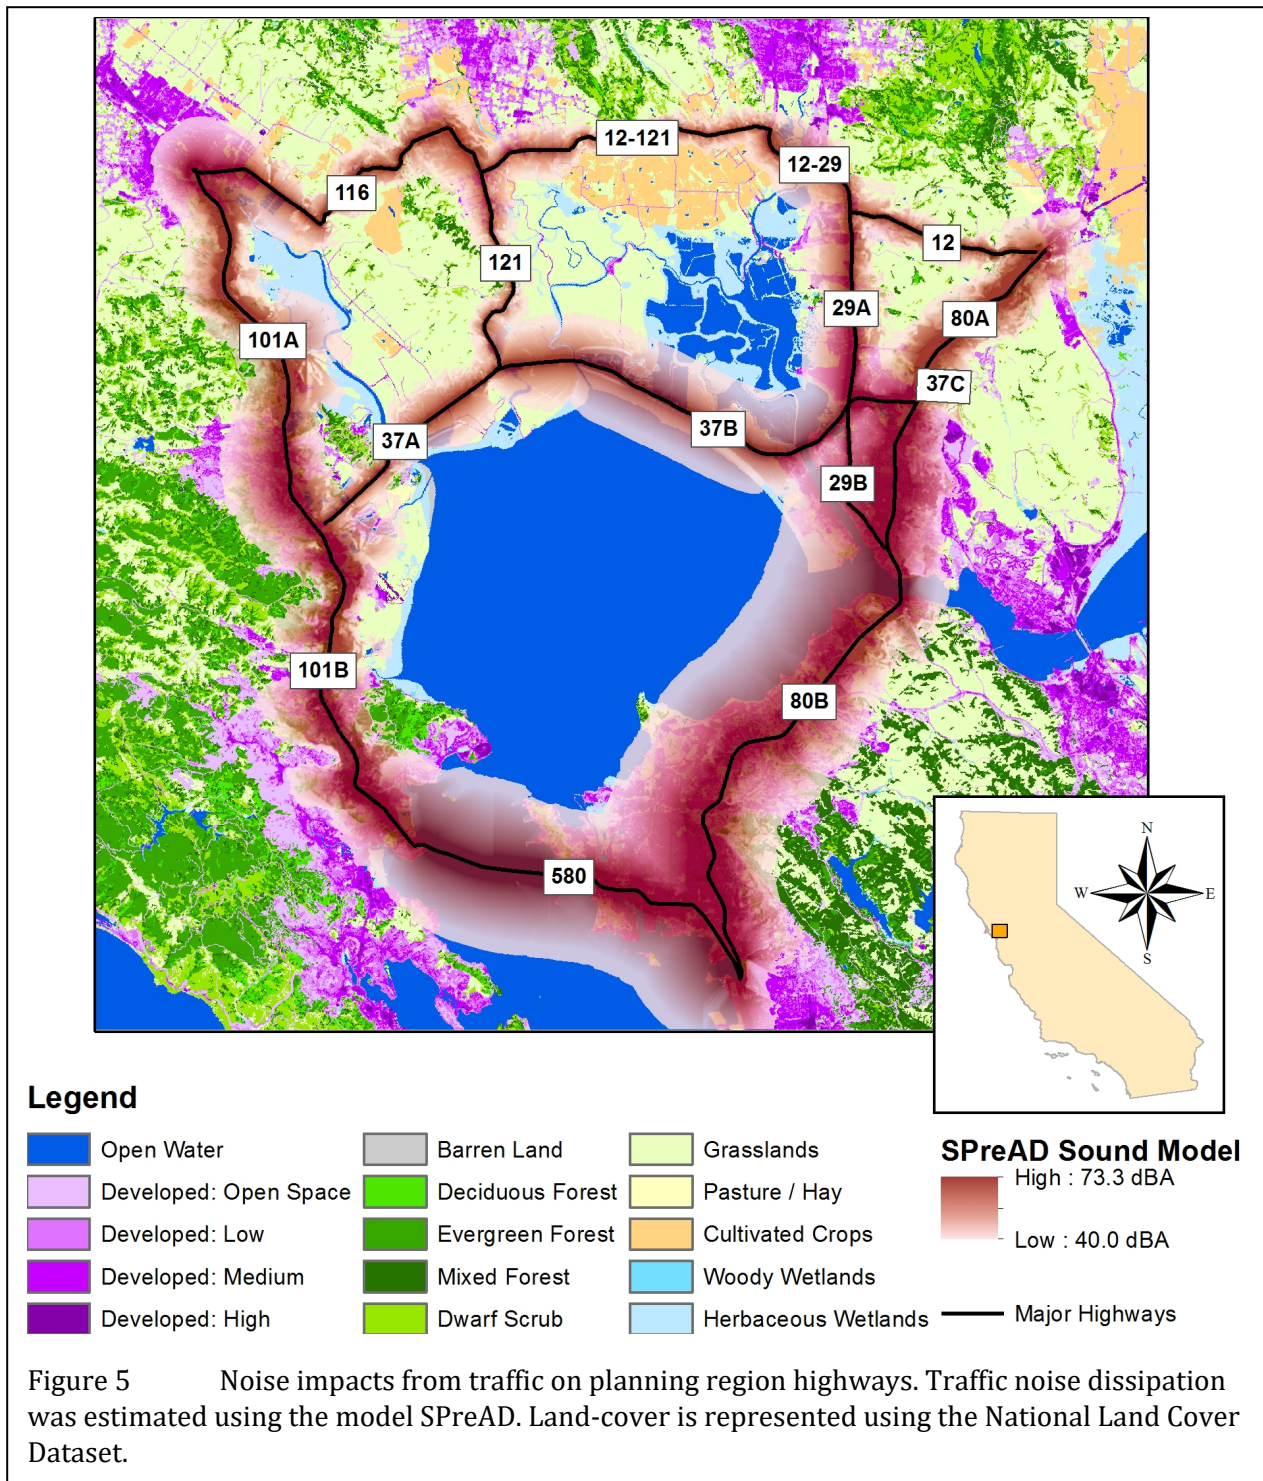 12-121
12-29
116
12
121
29A
80A
101A
37C
37B
37A
29B
101B
80B
580
N
W
E
S
Legend
Open Water
Developed: Open Space
Developed: Low
Developed: Medium
Developed: High
Barren Land
Deciduous Forest
Evergreen Forest
Mixed Forest
Dwarf Scrub
Grasslands
Pasture / Hay
Cultivated Crops
Woody Wetlands
Herbaceous Wetlands
SPreAD Sound Model
High : 73.3 dBA
Low : 40.0 dBA
Major Highways
Figure 5 Noise impacts from traffic on planning region highways. Traffic noise dissipation
was estimated using the model SPreAD. Land-cover is represented using the National Land Cover
Dataset.